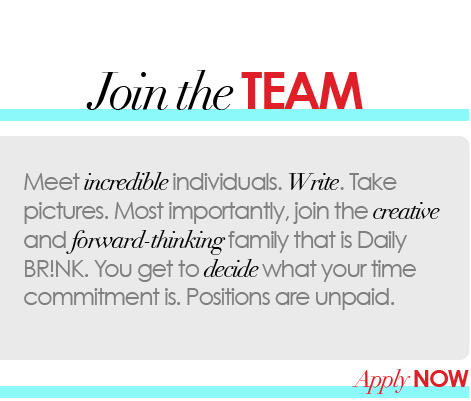 Join the TEAM
Meet incredible individuals. Write. Take
pictures. Most importantly, join the creative
and forward-thinking family that is Daily
BR!NK. You get to decide what your time
commitment is. Positions are unpaid.
Apply NOW